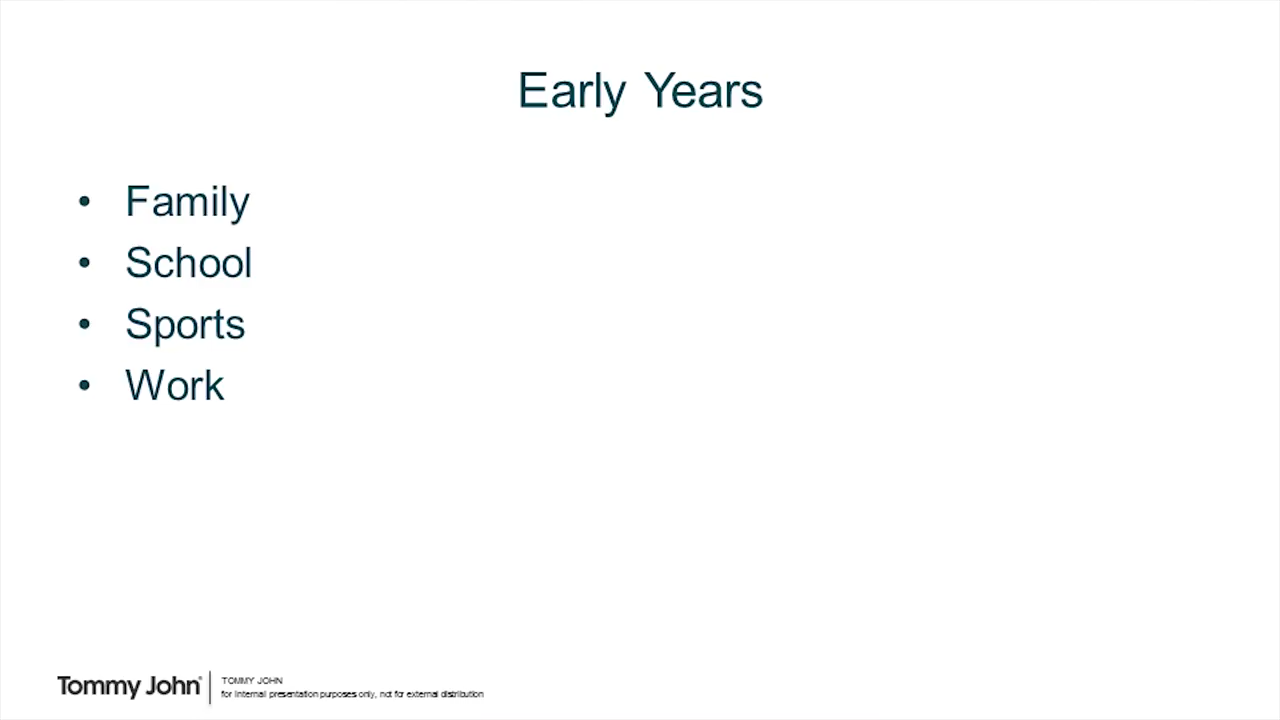 Early Years
• Family
• School
• Sports
• Work
Tommy John®
TOMMY JOHN
for internal presentation purposes only, not for external distribution